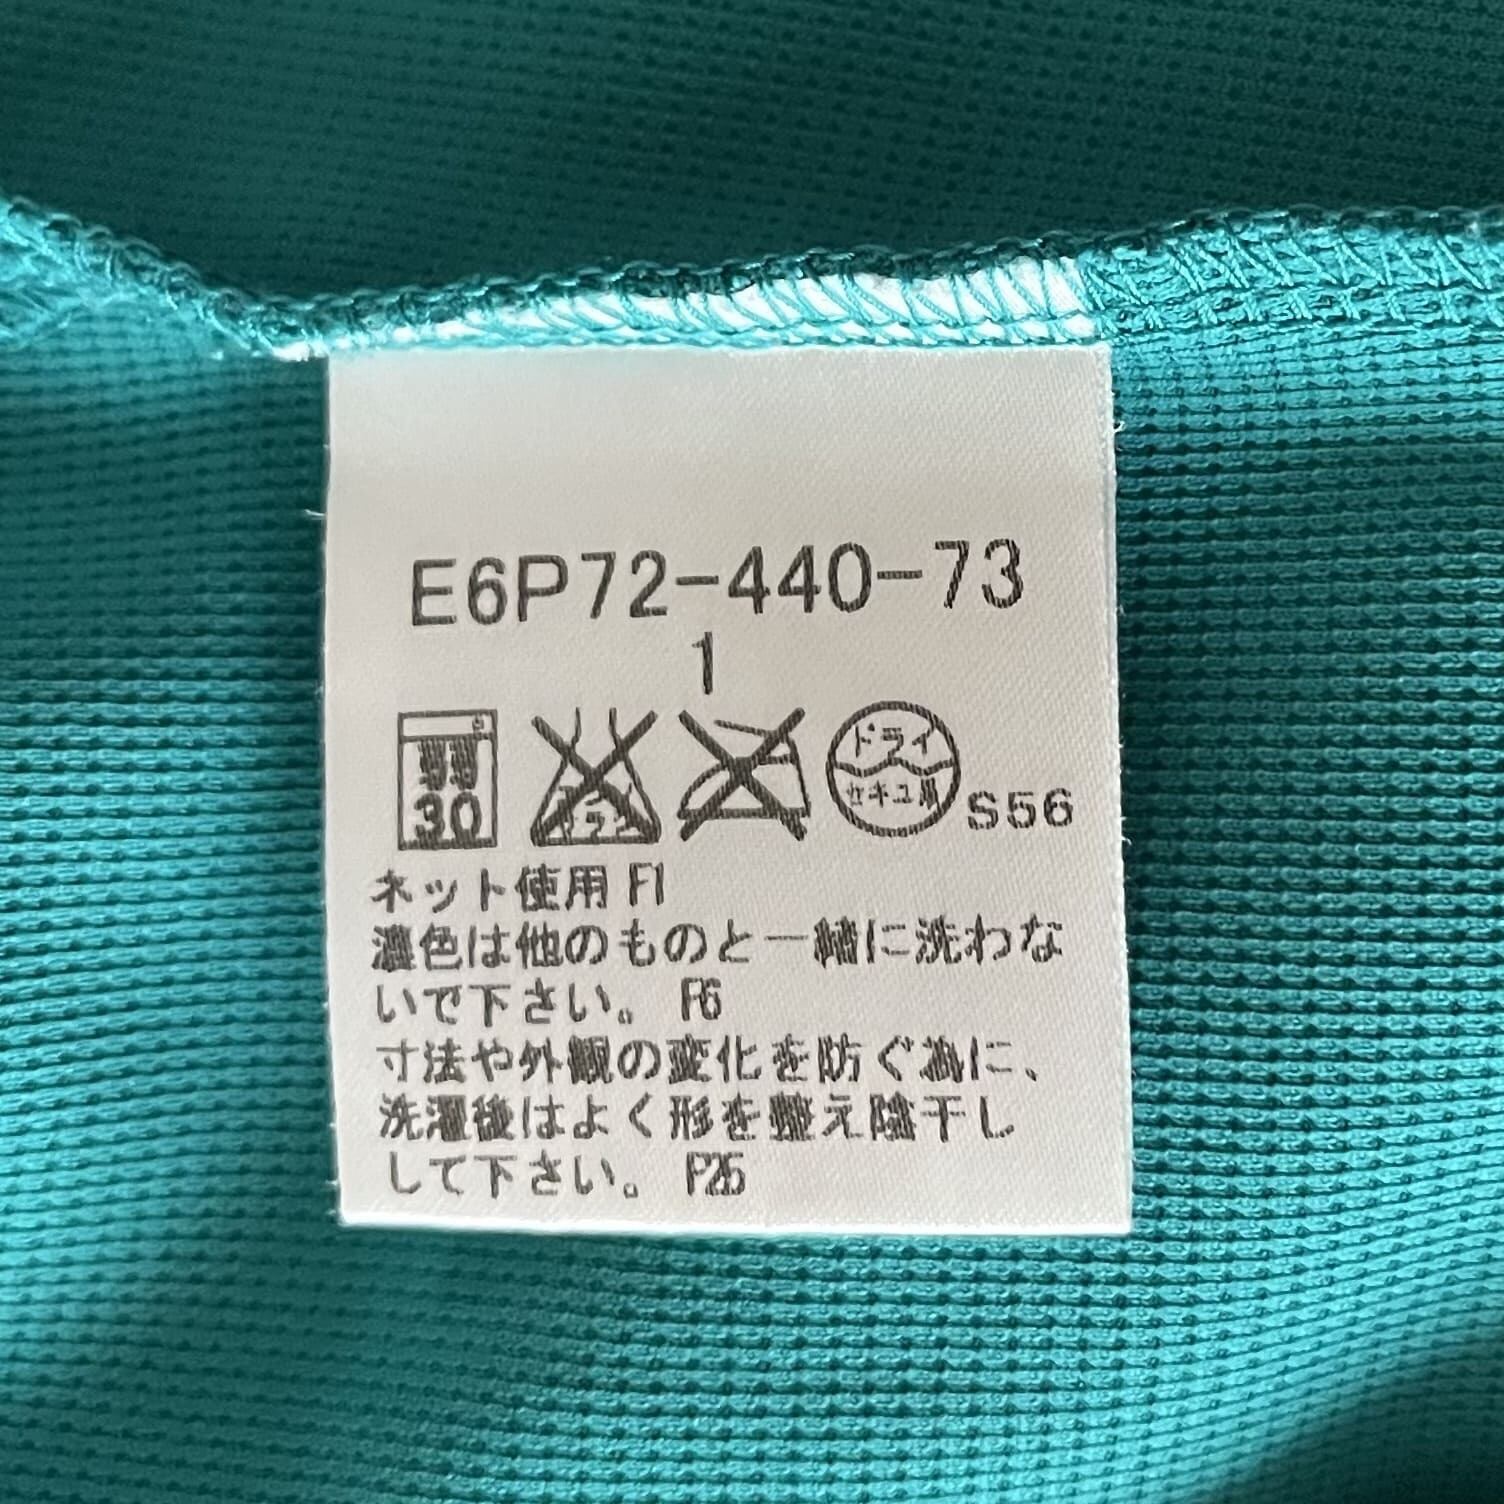 E6P72-440-73
1
30
ドライ
セキユ系
S56
ネット使用 F1
濃色は他のものと一緒に洗わな
いで下さい。 F6
寸法や外観の変化を防ぐ為に、
洗濯後はよく形を整え陰干し
して下さい。 P26